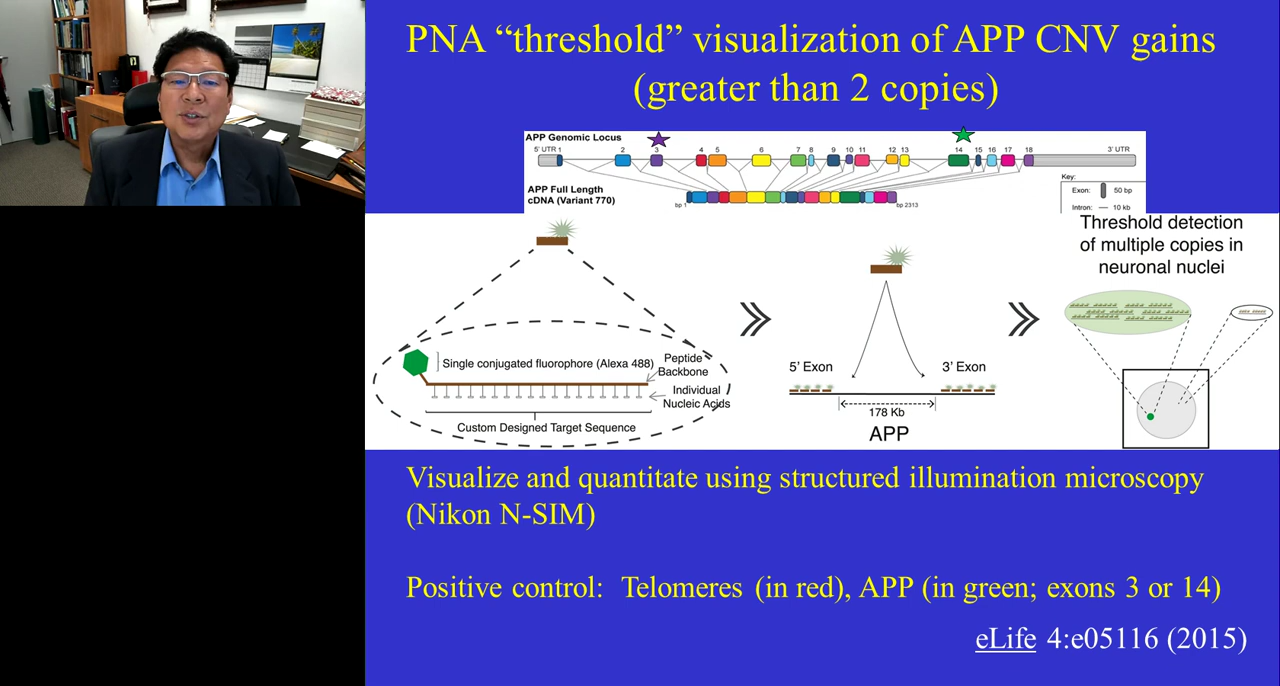 PNA “threshold” visualization of APP CNV gains
(greater than 2 copies)
APP Genomic Locus
5' UTR 1 2 3 4 5 6 7 8 9 10 11 12 13 14 15 16 17 18 3' UTR
APP Full Length
cDNA (Variant 770)
bp 1
bp 2313
Key:
Exon: 50 bp
Intron: 10 kb
Single conjugated fluorophore (Alexa 488)
Peptide
Backbone
Individual
Nucleic Acids
Custom Designed Target Sequence
5' Exon
3' Exon
178 Kb
APP
Threshold detection
of multiple copies in
neuronal nuclei
Visualize and quantitate using structured illumination microscopy
(Nikon N-SIM)
Positive control: Telomeres (in red), APP (in green; exons 3 or 14)
eLife 4:e05116 (2015)